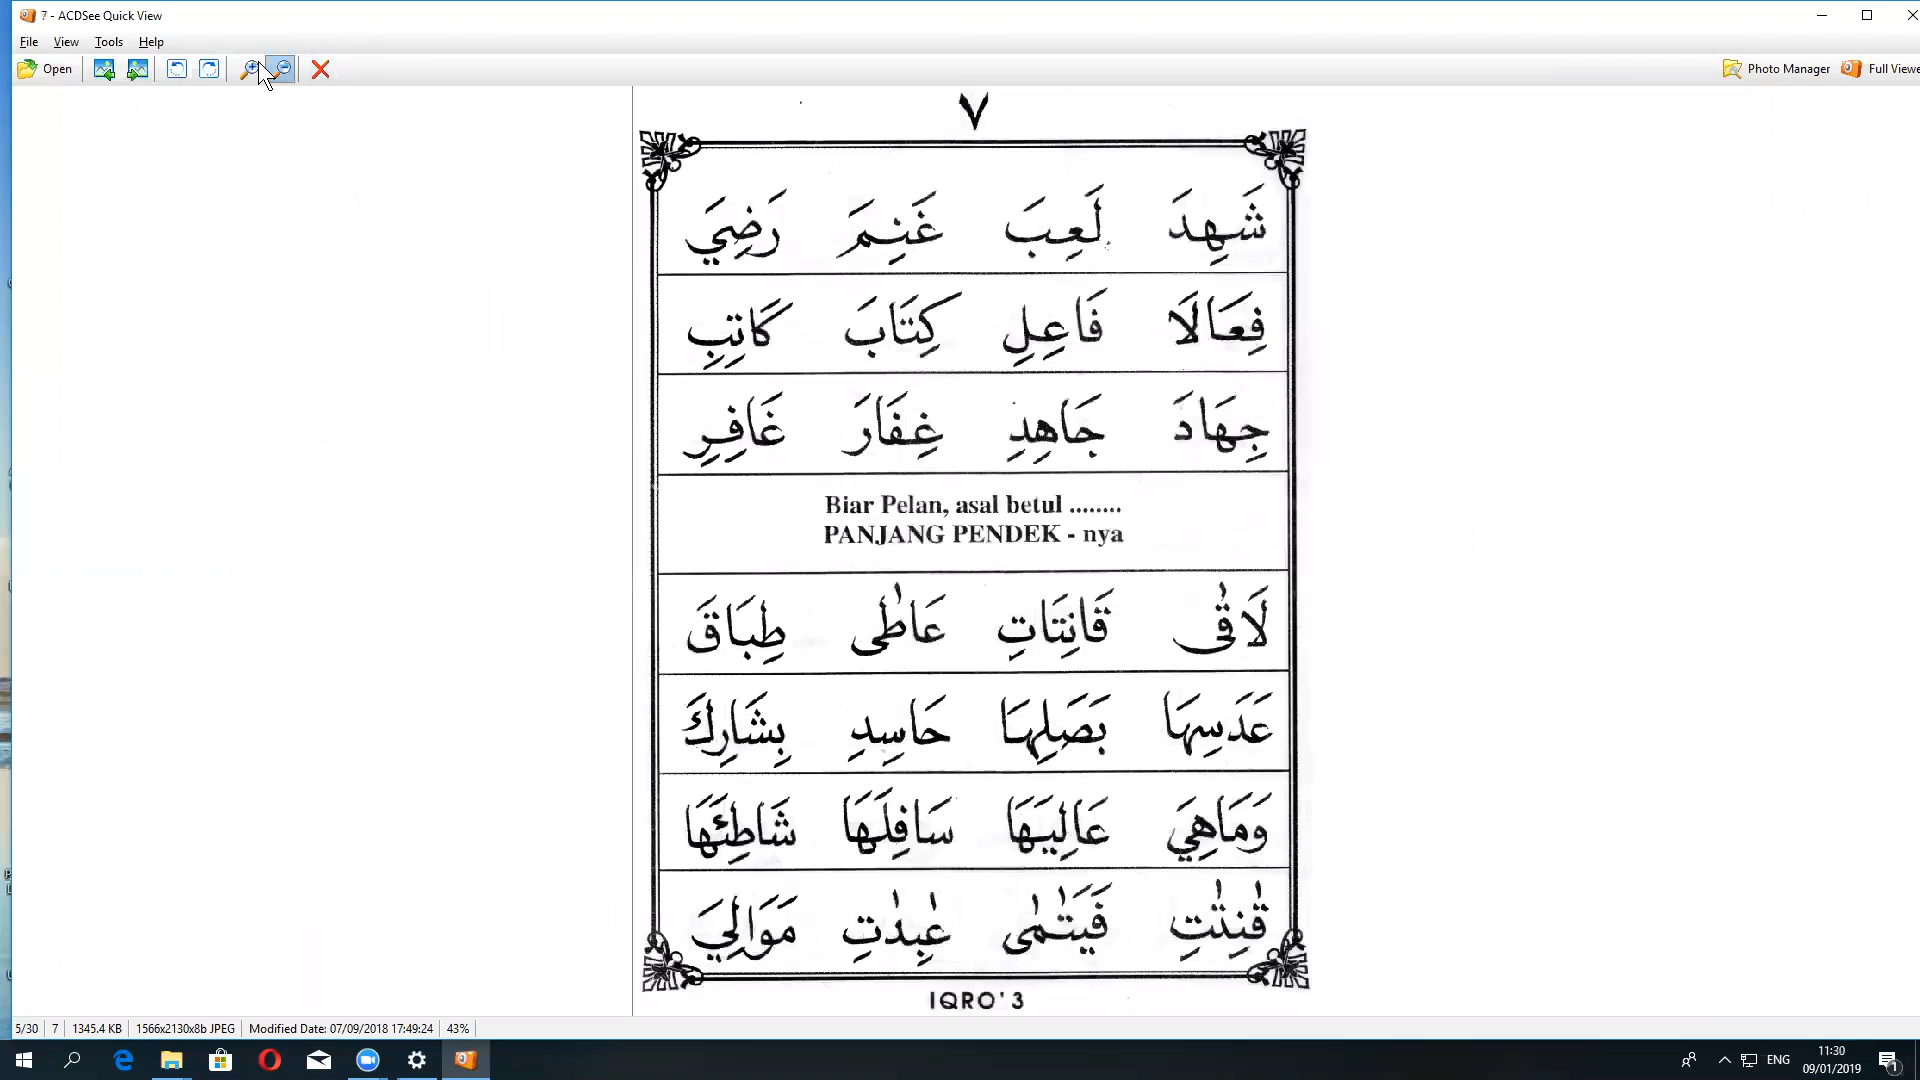 7 - ACDSee Quick View
File View Tools Help
Open Photo Manager Full Viewe
٧
شَهِدَ لَعِبَ غَنِمَ رَضِيَ
فِعَالَا فَاعِلِ كِتَابَ كَاتِبِ
جِهَادَ جَاهِدِ غِفَارَ غَافِرِ
Biar Pelan, asal betul ........
PANJANG PENDEK - nya
لَاقٰى قَانِتَاتِ عَاطٰى طِبَاقَ
عَدَسِهَا بَصَلِهَا حَاسِدِ بِشَارِكَ
وَمَاهِيَ عَالِيَهَا سَافِلَهَا شَاطِئَهَا
قٰنِتٰتِ فَيَتٰمٰى عٰبِدٰتِ مَوَالِيَ
IQRO' 3
5/30 7 1345.4 KB 1566x2130x8b JPEG Modified Date: 07/09/2018 17:49:24 43%
ENG 11:30
09/01/2019 1